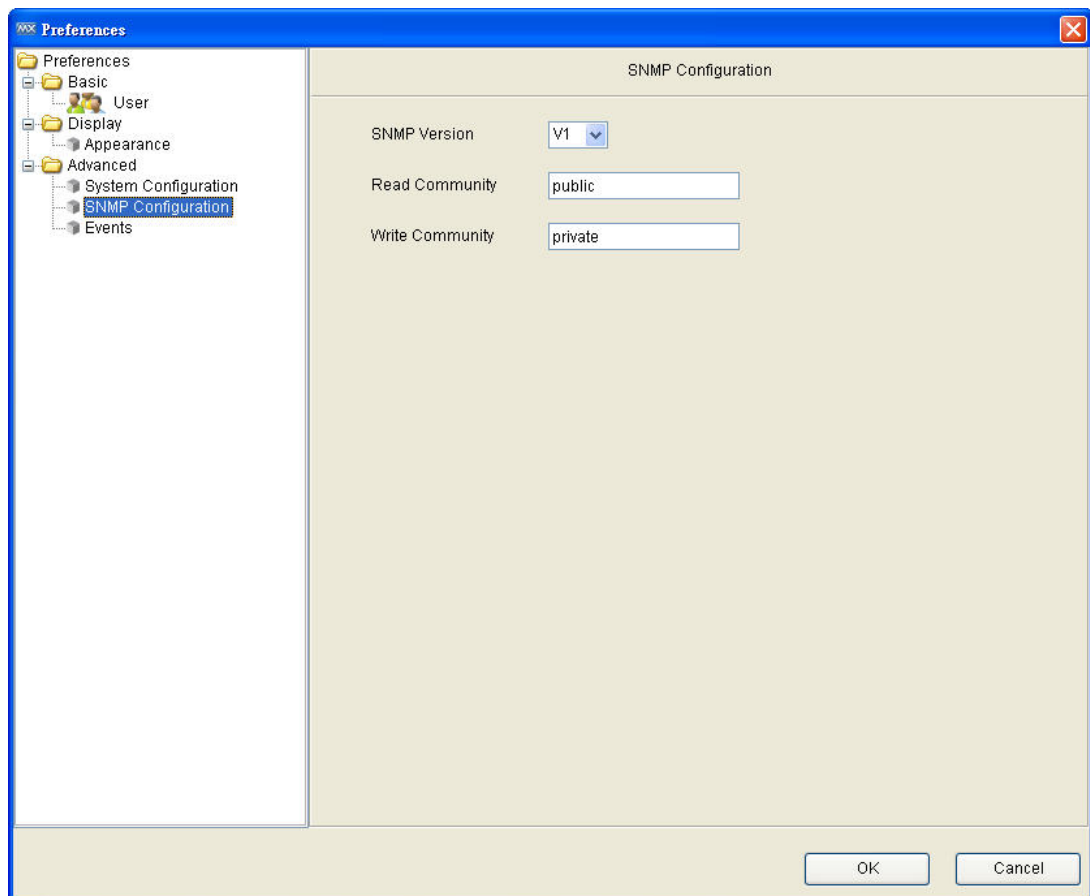 MX Preferences
Preferences
Basic
User
Display
Appearance
Advanced
System Configuration
SNMP Configuration
Events
SNMP Configuration
SNMP Version V1
Read Community public
Write Community private
OK Cancel